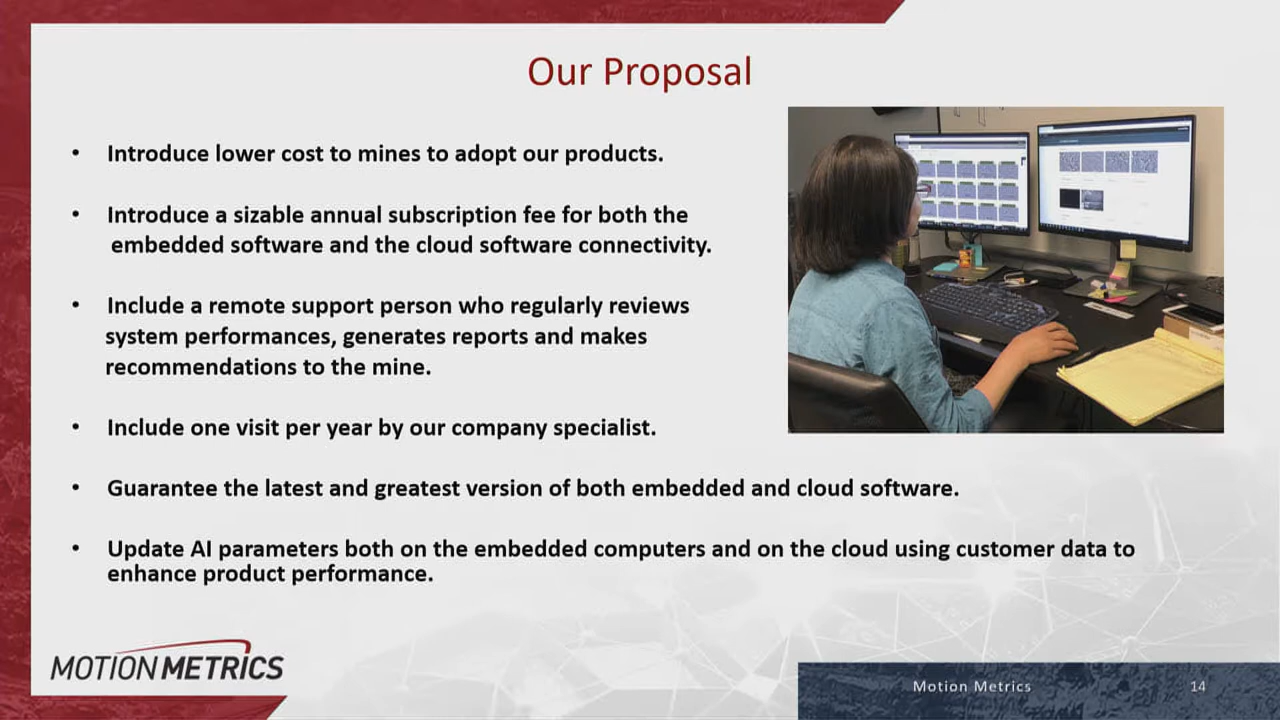 Our Proposal
• Introduce lower cost to mines to adopt our products.
• Introduce a sizable annual subscription fee for both the
embedded software and the cloud software connectivity.
• Include a remote support person who regularly reviews
system performances, generates reports and makes
recommendations to the mine.
• Include one visit per year by our company specialist.
• Guarantee the latest and greatest version of both embedded and cloud software.
• Update AI parameters both on the embedded computers and on the cloud using customer data to
enhance product performance.
MOTION METRICS
Motion Metrics 14